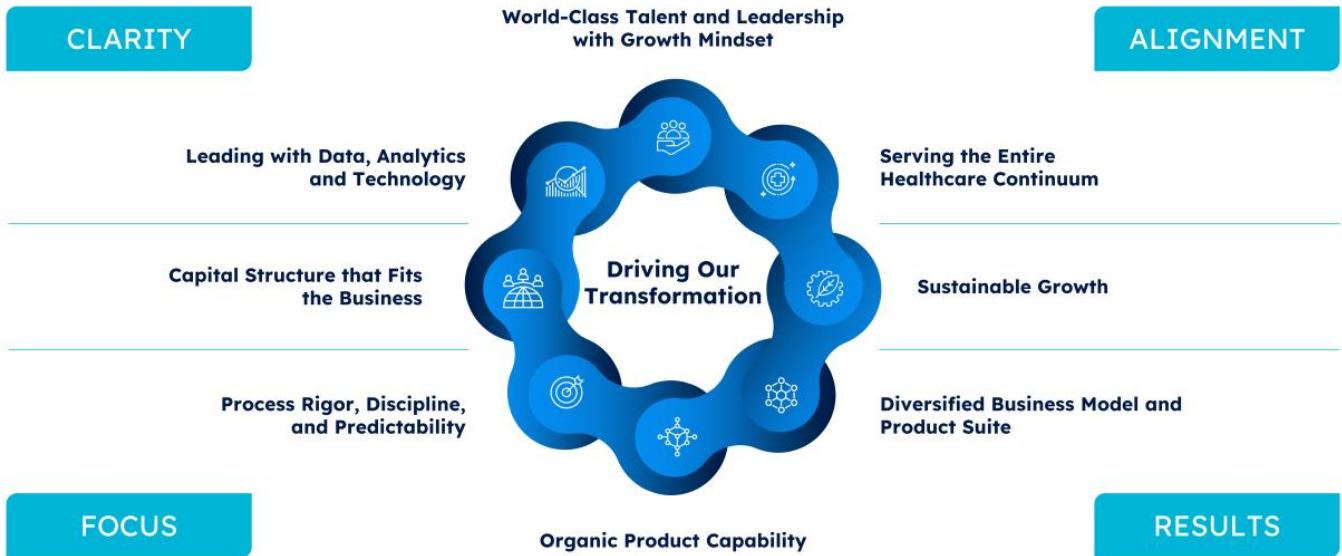 CLARITY
World-Class Talent and Leadership
with Growth Mindset
ALIGNMENT
Leading with Data, Analytics
and Technology
Serving the Entire
Healthcare Continuum
Capital Structure that Fits
the Business
Driving Our
Transformation
Sustainable Growth
Process Rigor, Discipline,
and Predictability
Diversified Business Model and
Product Suite
FOCUS
Organic Product Capability
RESULTS